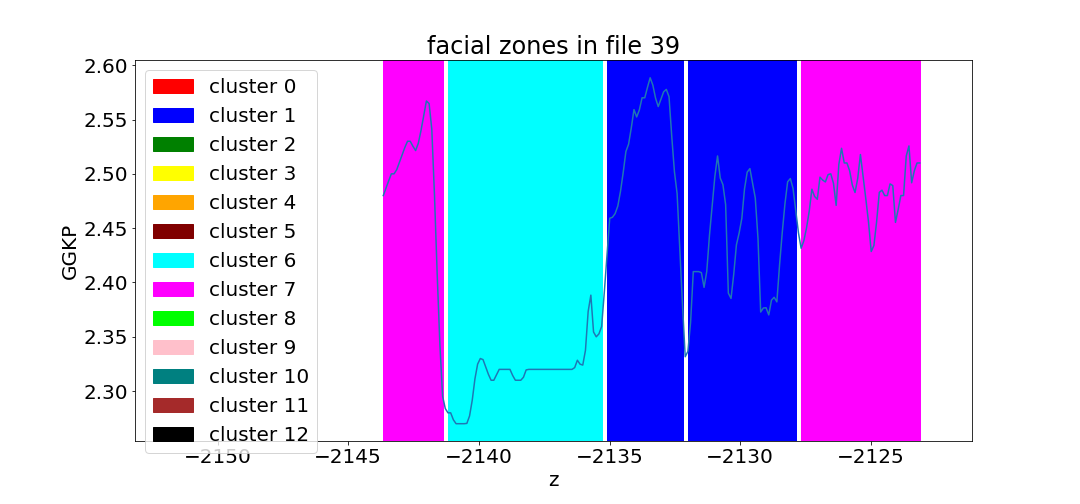 facial zones in file 39
GGKP
2.60
2.55
2.50
2.45
2.40
2.35
2.30
cluster 0
cluster 1
cluster 2
cluster 3
cluster 4
cluster 5
cluster 6
cluster 7
cluster 8
cluster 9
cluster 10
cluster 11
cluster 12
−2150 −2145 −2140 −2135 −2130 −2125
z